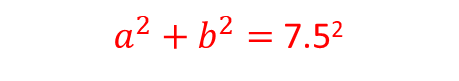 a² + b² = 7.5²